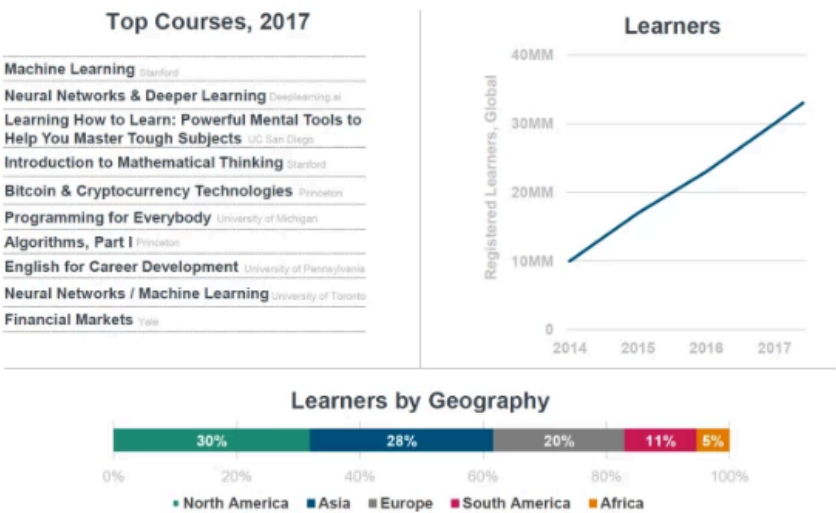 Top Courses, 2017
Machine Learning Stanford
Neural Networks & Deeper Learning Deeplearning.ai
Learning How to Learn: Powerful Mental Tools to
Help You Master Tough Subjects UC San Diego
Introduction to Mathematical Thinking Stanford
Bitcoin & Cryptocurrency Technologies Princeton
Programming for Everybody University of Michigan
Algorithms, Part I Princeton
English for Career Development University of Pennsylvania
Neural Networks / Machine Learning University of Toronto
Financial Markets Yale
Learners
Registered Learners, Global
40MM
30MM
20MM
10MM
0
2014 2015 2016 2017
Learners by Geography
30% 28% 20% 11% 5%
0% 20% 40% 60% 80% 100%
North America Asia Europe South America Africa